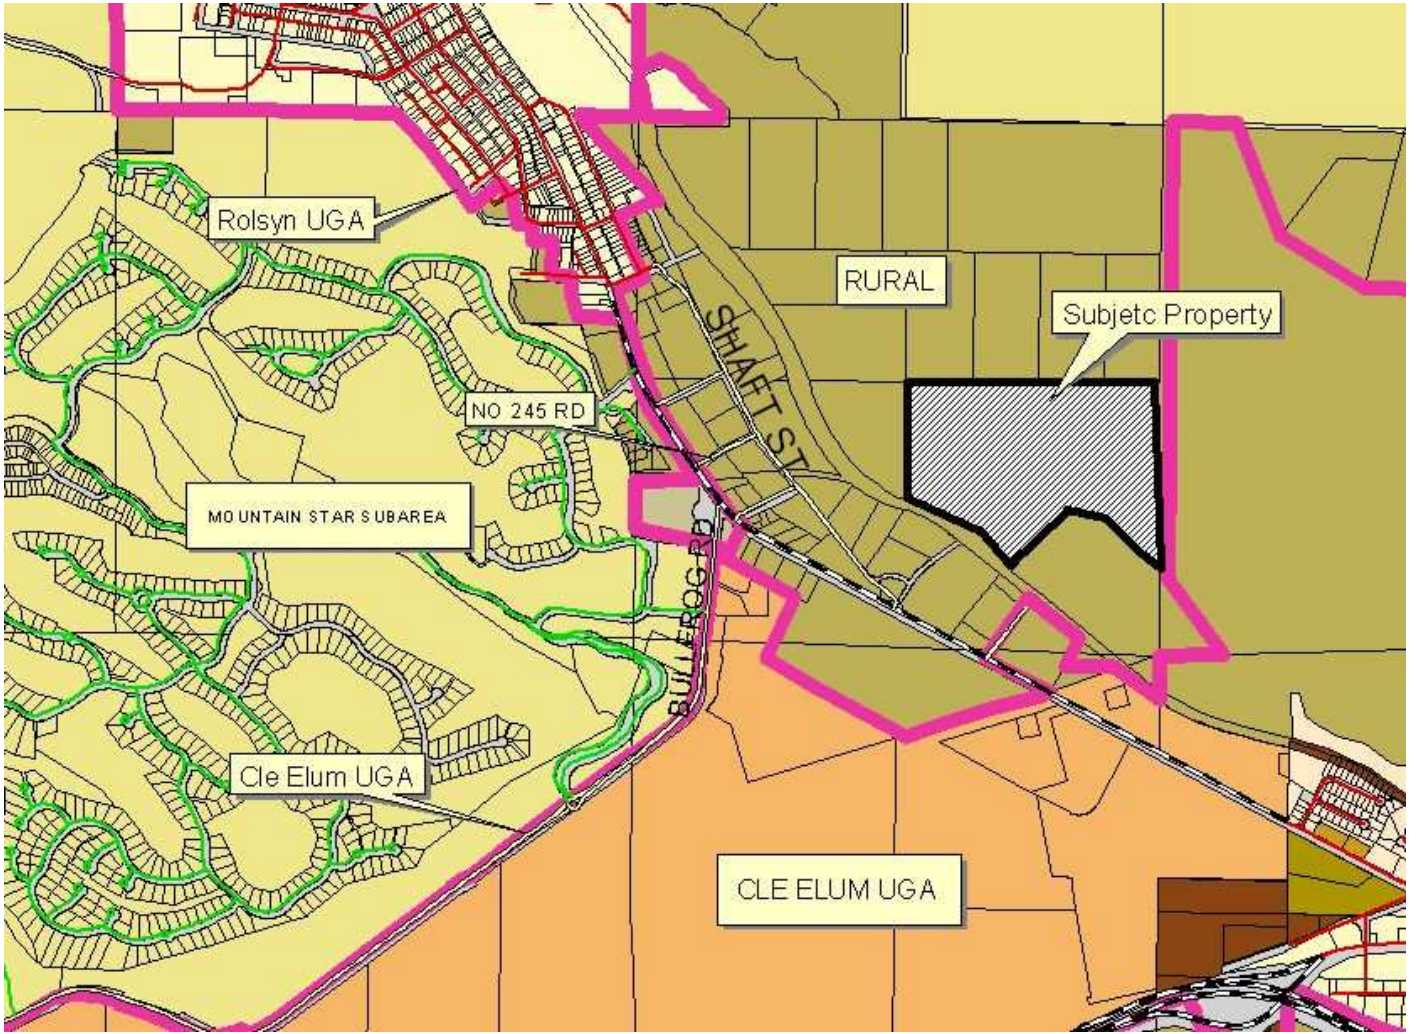 Rolsyn UGA
RURAL
Subjetc Property
SHAFT ST
NO 245 RD
MOUNTAIN STAR SUBAREA
BULLFROG RD
Cle Elum UGA
CLE ELUM UGA